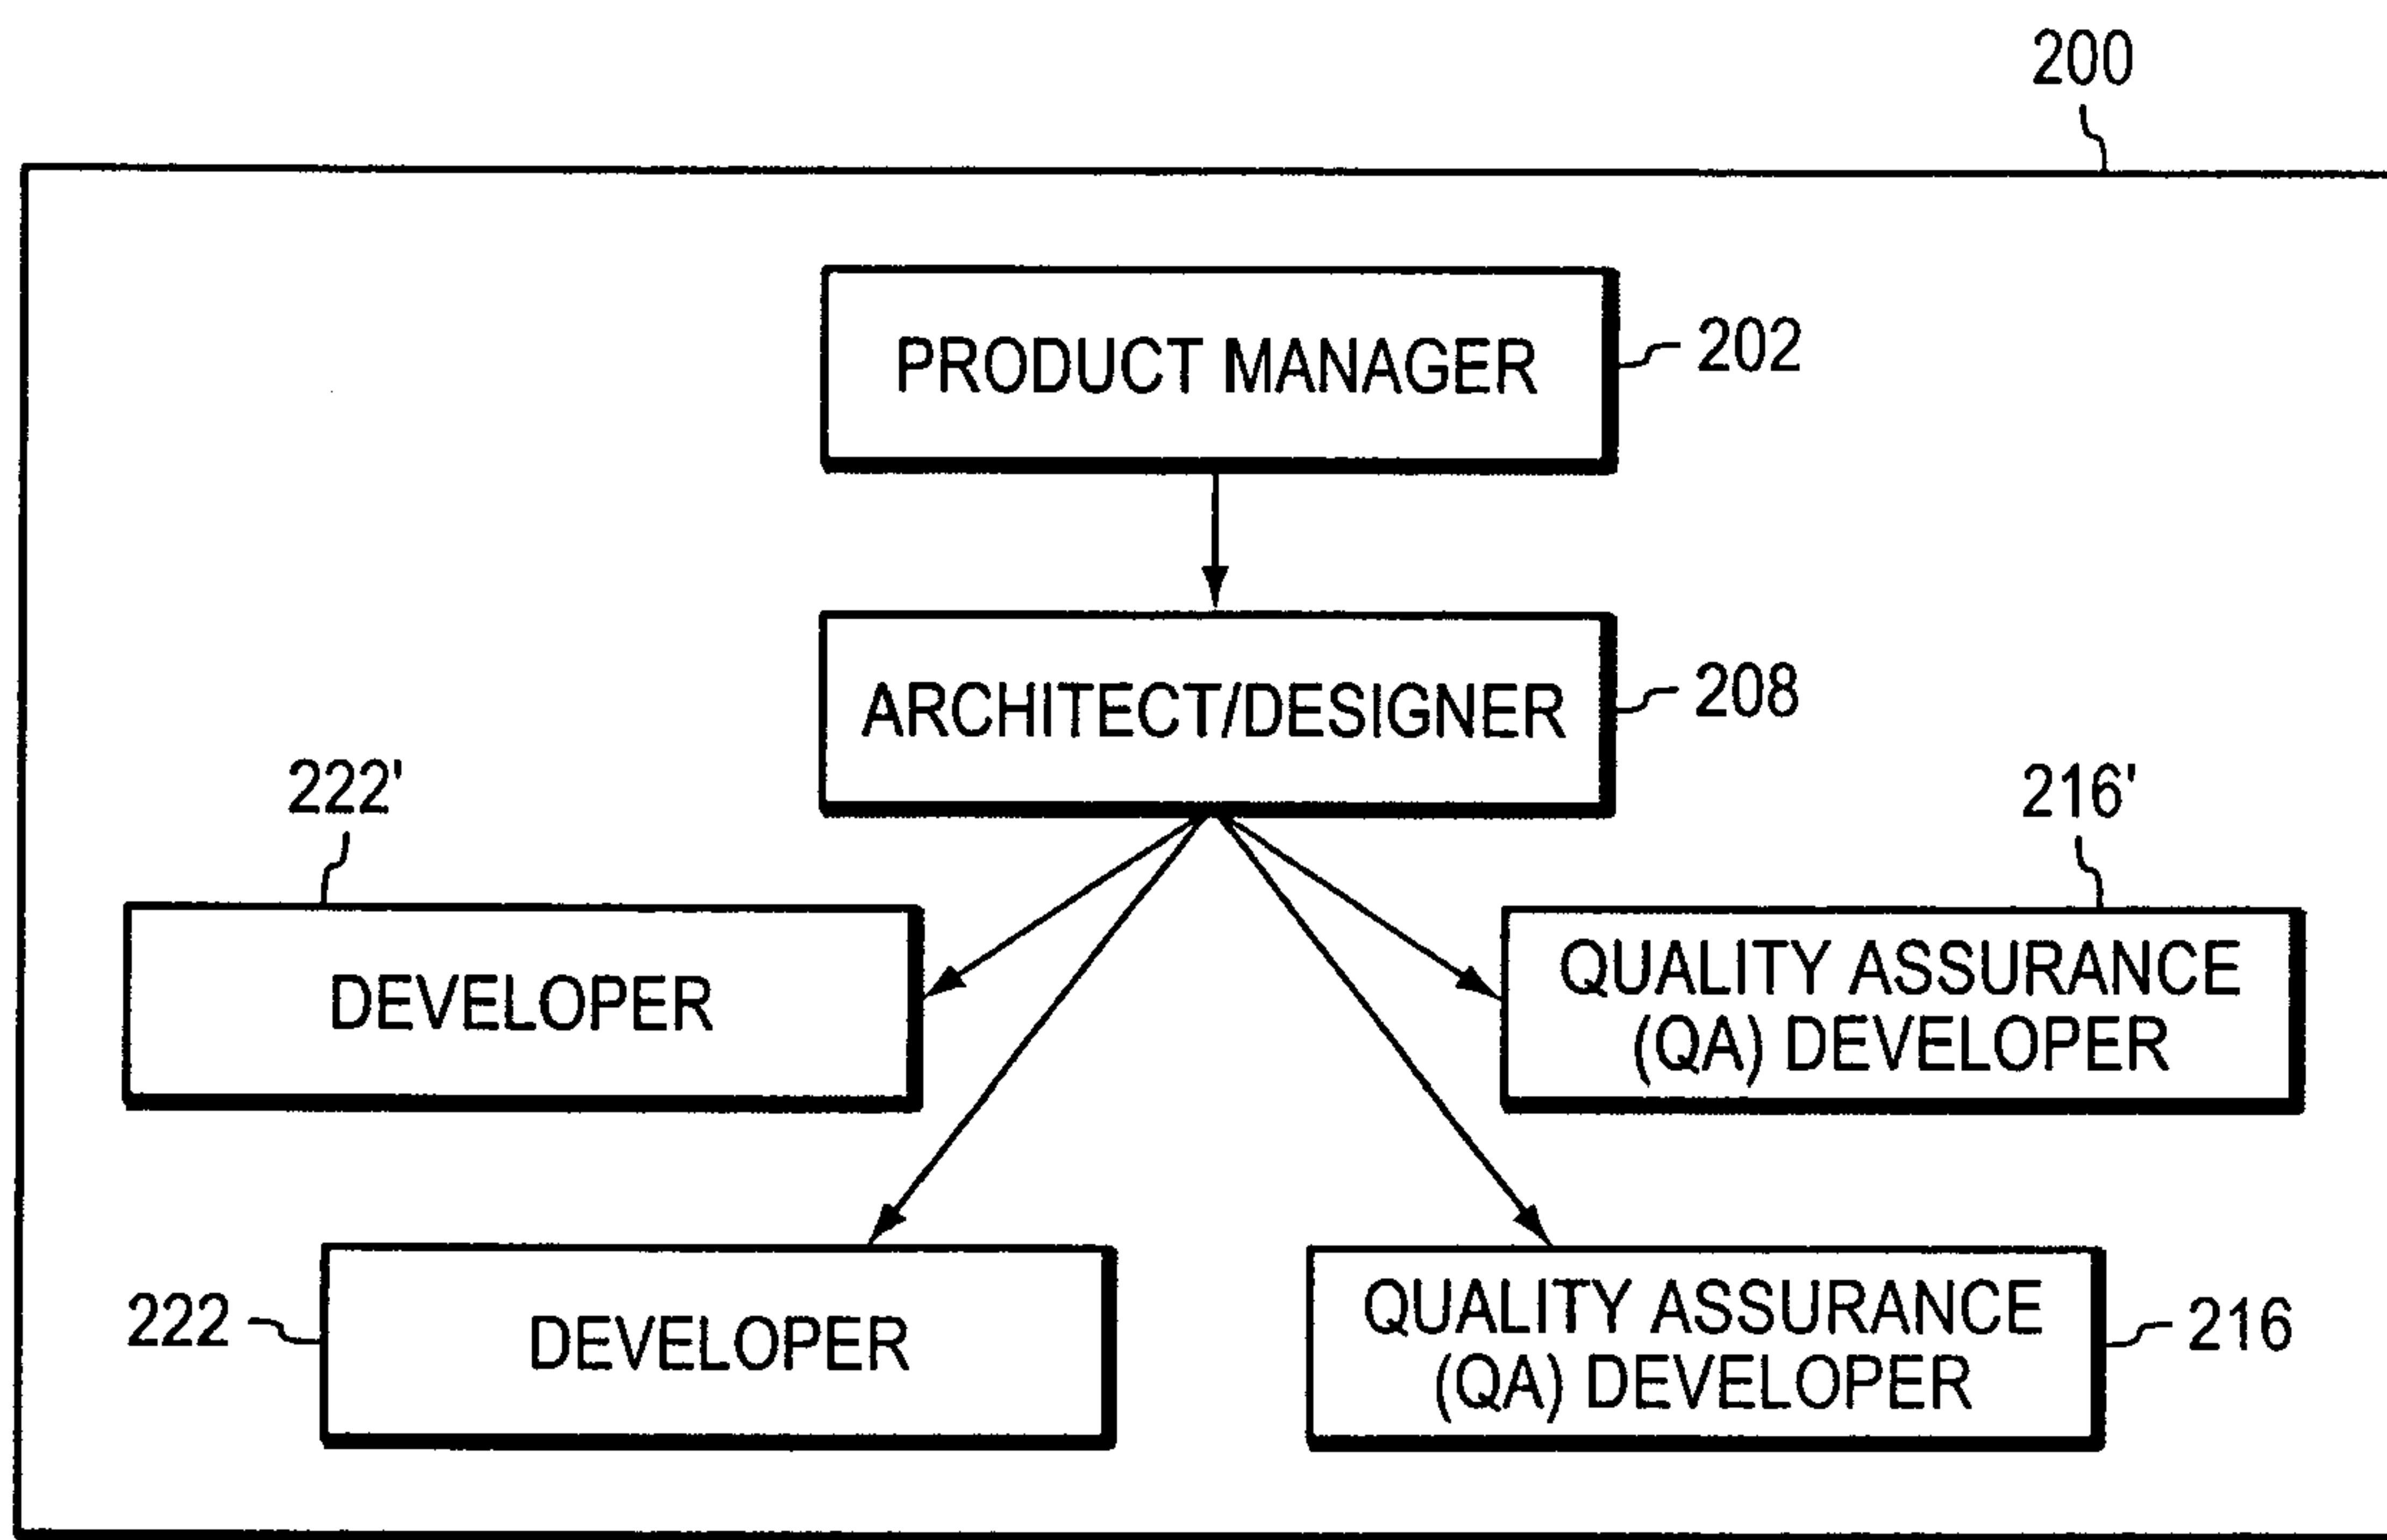 200
PRODUCT MANAGER
202
ARCHITECT/DESIGNER
208
222'
216'
DEVELOPER
QUALITY ASSURANCE
(QA) DEVELOPER
222
DEVELOPER
QUALITY ASSURANCE
(QA) DEVELOPER
216